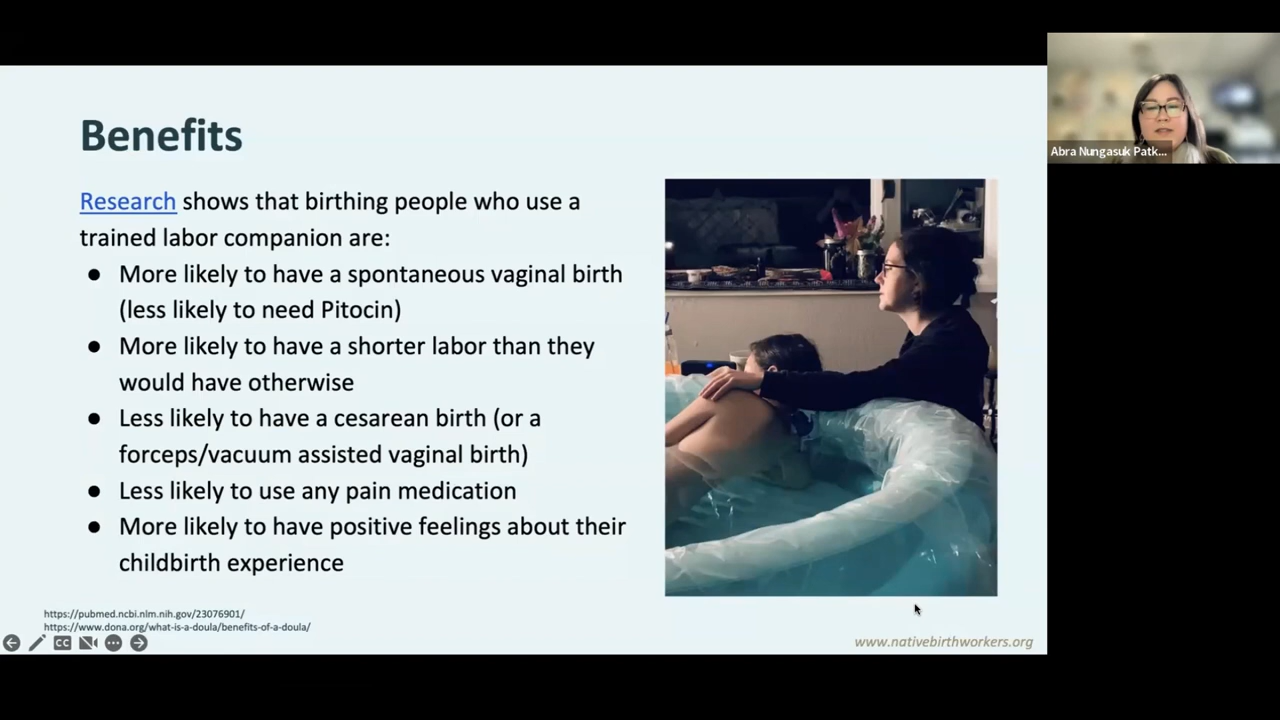 Benefits
Research shows that birthing people who use a
trained labor companion are:
● More likely to have a spontaneous vaginal birth
(less likely to need Pitocin)
● More likely to have a shorter labor than they
would have otherwise
● Less likely to have a cesarean birth (or a
forceps/vacuum assisted vaginal birth)
● Less likely to use any pain medication
● More likely to have positive feelings about their
childbirth experience
https://pubmed.ncbi.nlm.nih.gov/23076901/
https://www.dona.org/what-is-a-doula/benefits-of-a-doula/
CC
www.nativebirthworkers.org
Abra Nungasuk Patk...